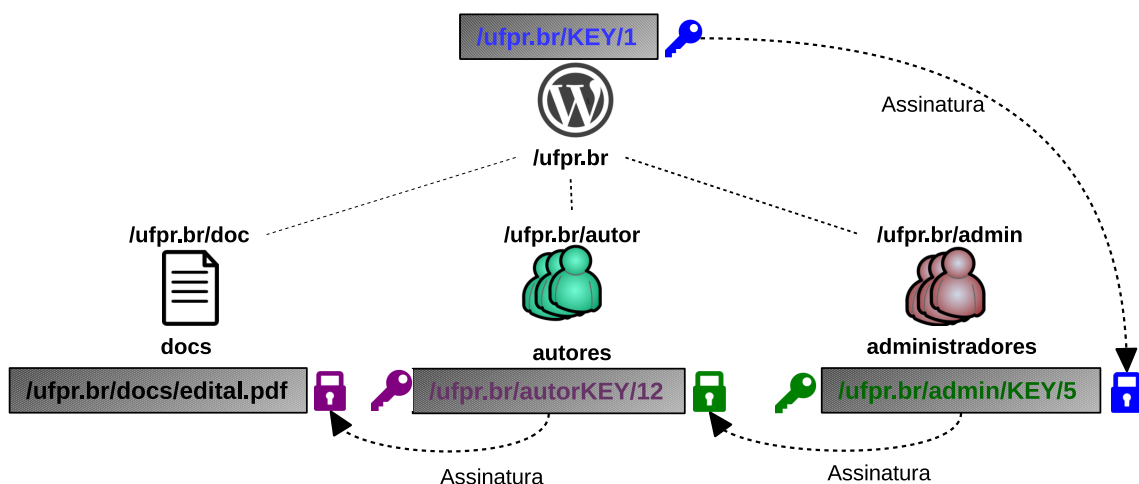 /ufpr.br/KEY/1
Assinatura
/ufpr.br
/ufpr.br/doc
/ufpr.br/autor
/ufpr.br/admin
docs
autores
administradores
/ufpr.br/docs/edital.pdf
/ufpr.br/autorKEY/12
/ufpr.br/admin/KEY/5
Assinatura
Assinatura